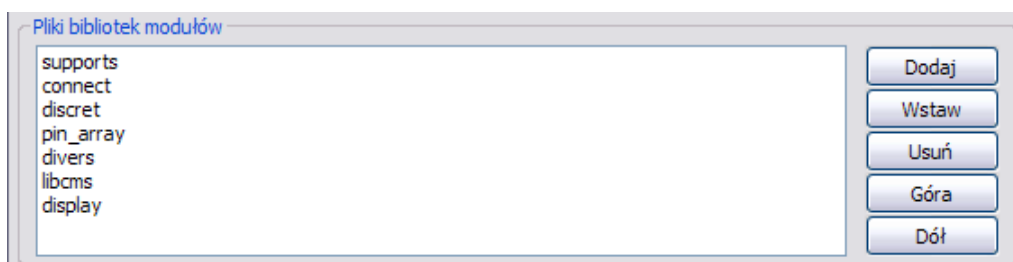 Pliki bibliotek modułów
supports
connect
discret
pin_array
divers
libcms
display
Dodaj
Wstaw
Usuń
Góra
Dół